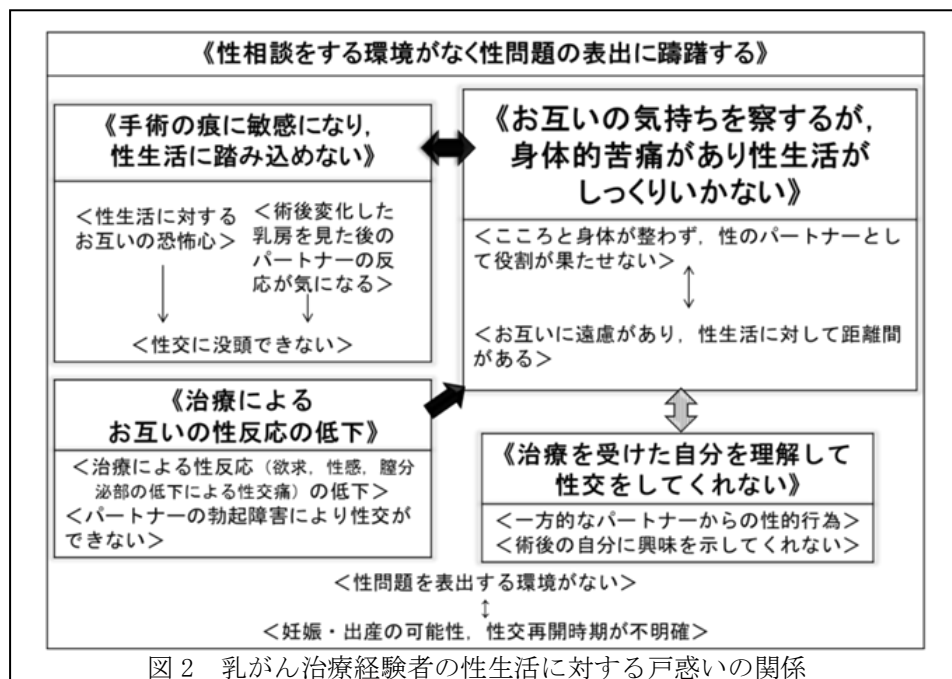 《性相談をする環境がなく性問題の表出に躊躇する》
《手術の痕に敏感になり，
性生活に踏み込めない》
＜性生活に対する
お互いの恐怖心＞
＜術後変化した
乳房を見た後の
パートナーの反
応が気になる＞
＜性交に没頭できない＞
《お互いの気持ちを察するが，
身体的苦痛があり性生活が
しっくりいかない》
＜こころと身体が整わず，性のパートナーとし
て役割が果たせない＞
＜お互いに遠慮があり，性生活に対して距離間
がある＞
《治療による
お互いの性反応の低下》
＜治療による性反応（欲求，性感，膣分
泌部の低下による性交痛）の低下＞
＜パートナーの勃起障害により性交が
できない＞
《治療を受けた自分を理解して
性交をしてくれない》
＜一方的なパートナーからの性的行為＞
＜術後の自分に興味を示してくれない＞
＜性問題を表出する環境がない＞
＜妊娠・出産の可能性，性交再開時期が不明確＞
図2　乳がん治療経験者の性生活に対する戸惑いの関係